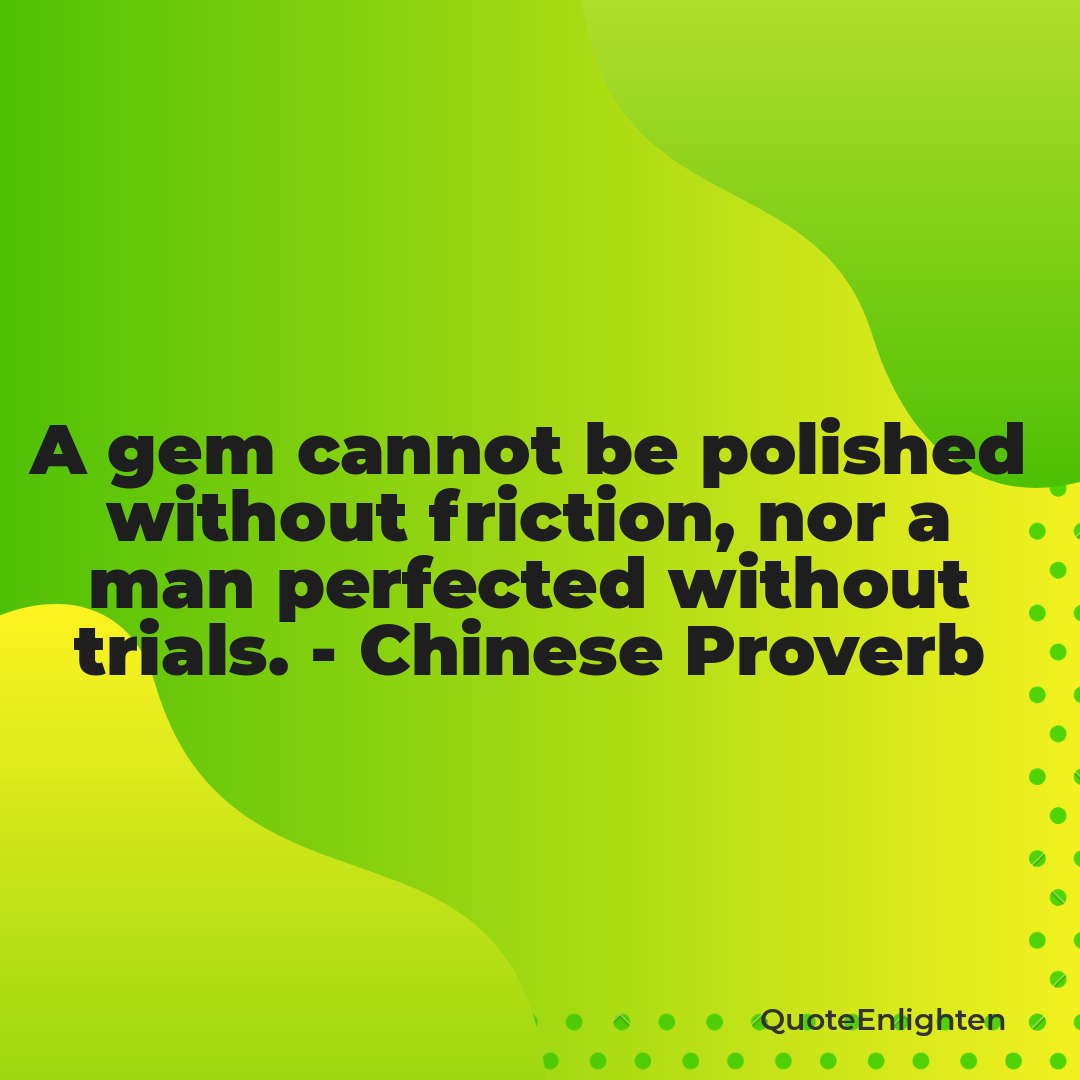 A gem cannot be polished
without friction, nor a
man perfected without
trials. - Chinese Proverb
QuoteEnlighten